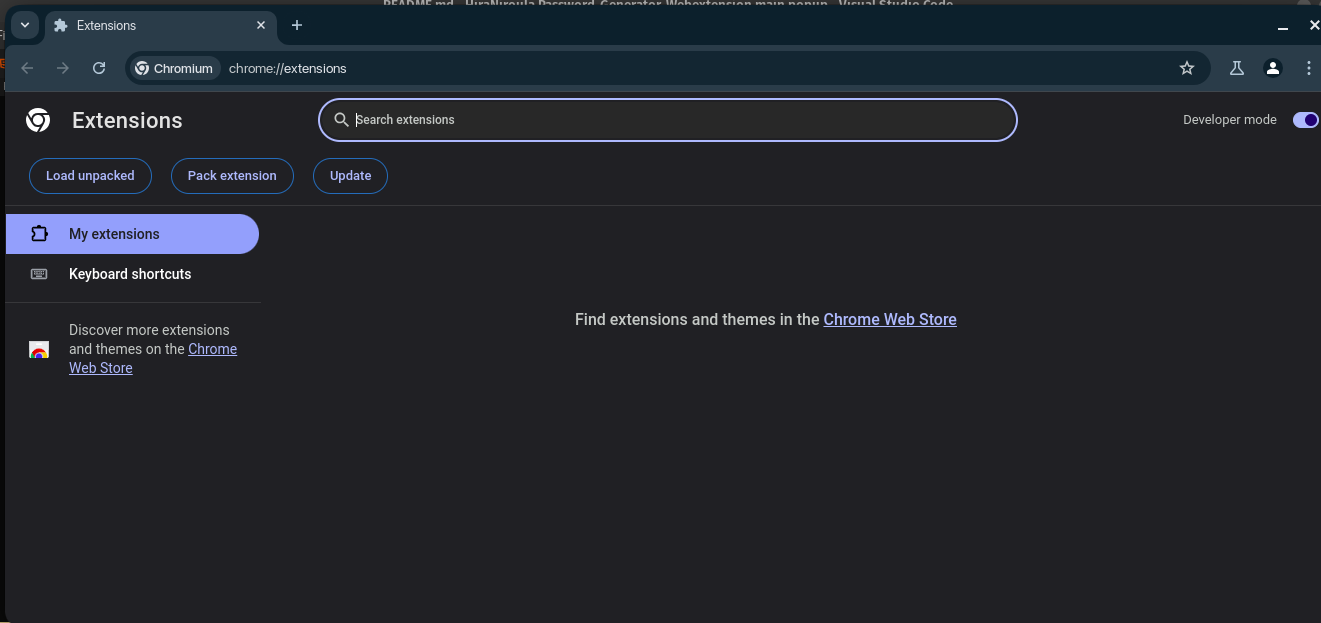 README.md - HiraNiroula Password-Generator-Webextension main popup - Visual Studio Code
Extensions
Chromium
chrome://extensions
Extensions
Search extensions
Developer mode
Load unpacked
Pack extension
Update
My extensions
Keyboard shortcuts
Find extensions and themes in the Chrome Web Store
Discover more extensions
and themes on the Chrome
Web Store